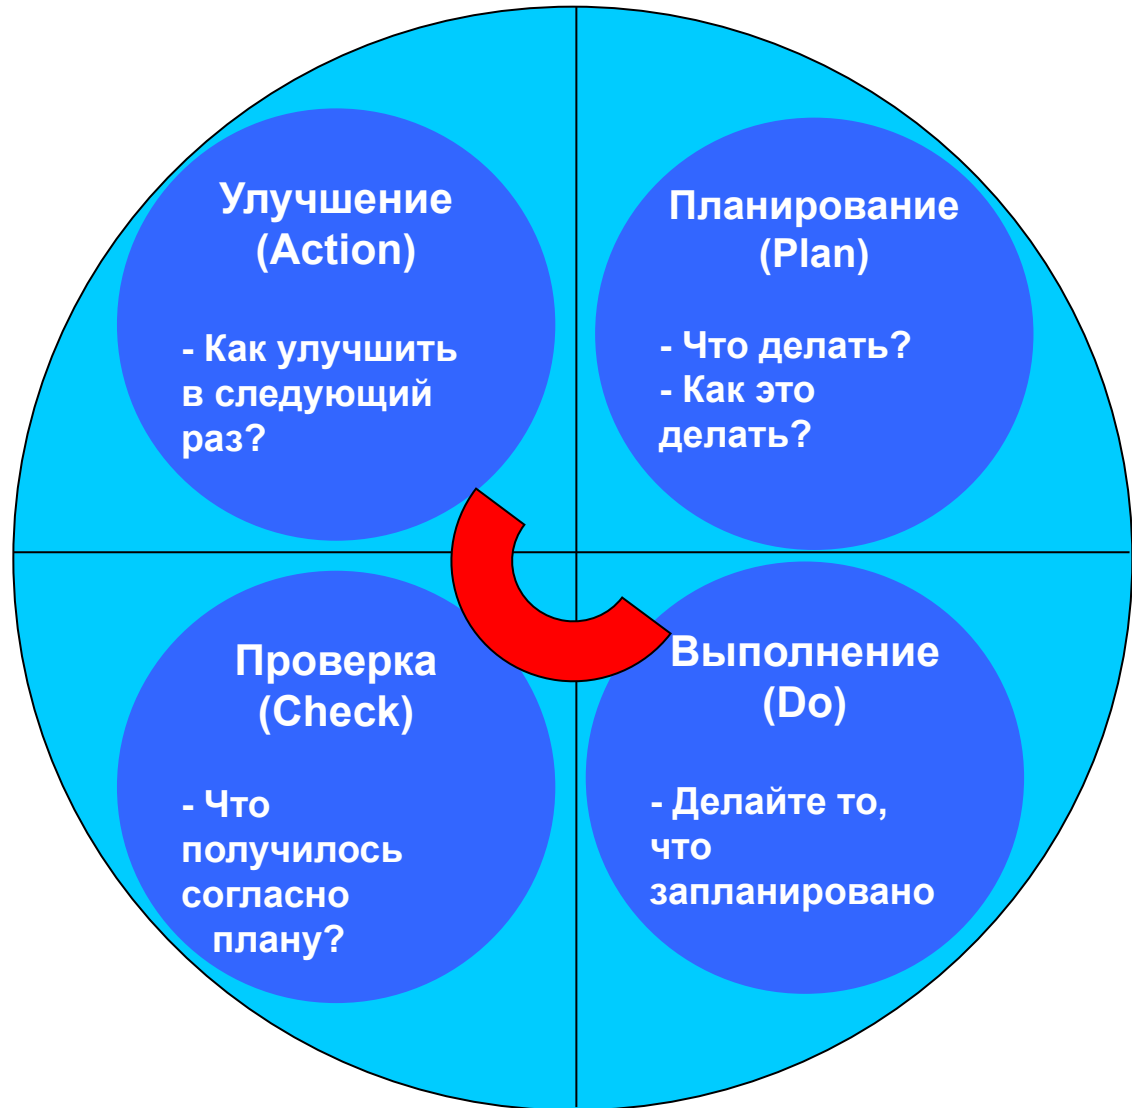 Улучшение
(Action)
- Как улучшить
в следующий
раз?
Планирование
(Plan)
- Что делать?
- Как это
делать?
Проверка
(Check)
- Что
получилось
согласно
плану?
Выполнение
(Do)
- Делайте то,
что
запланировано